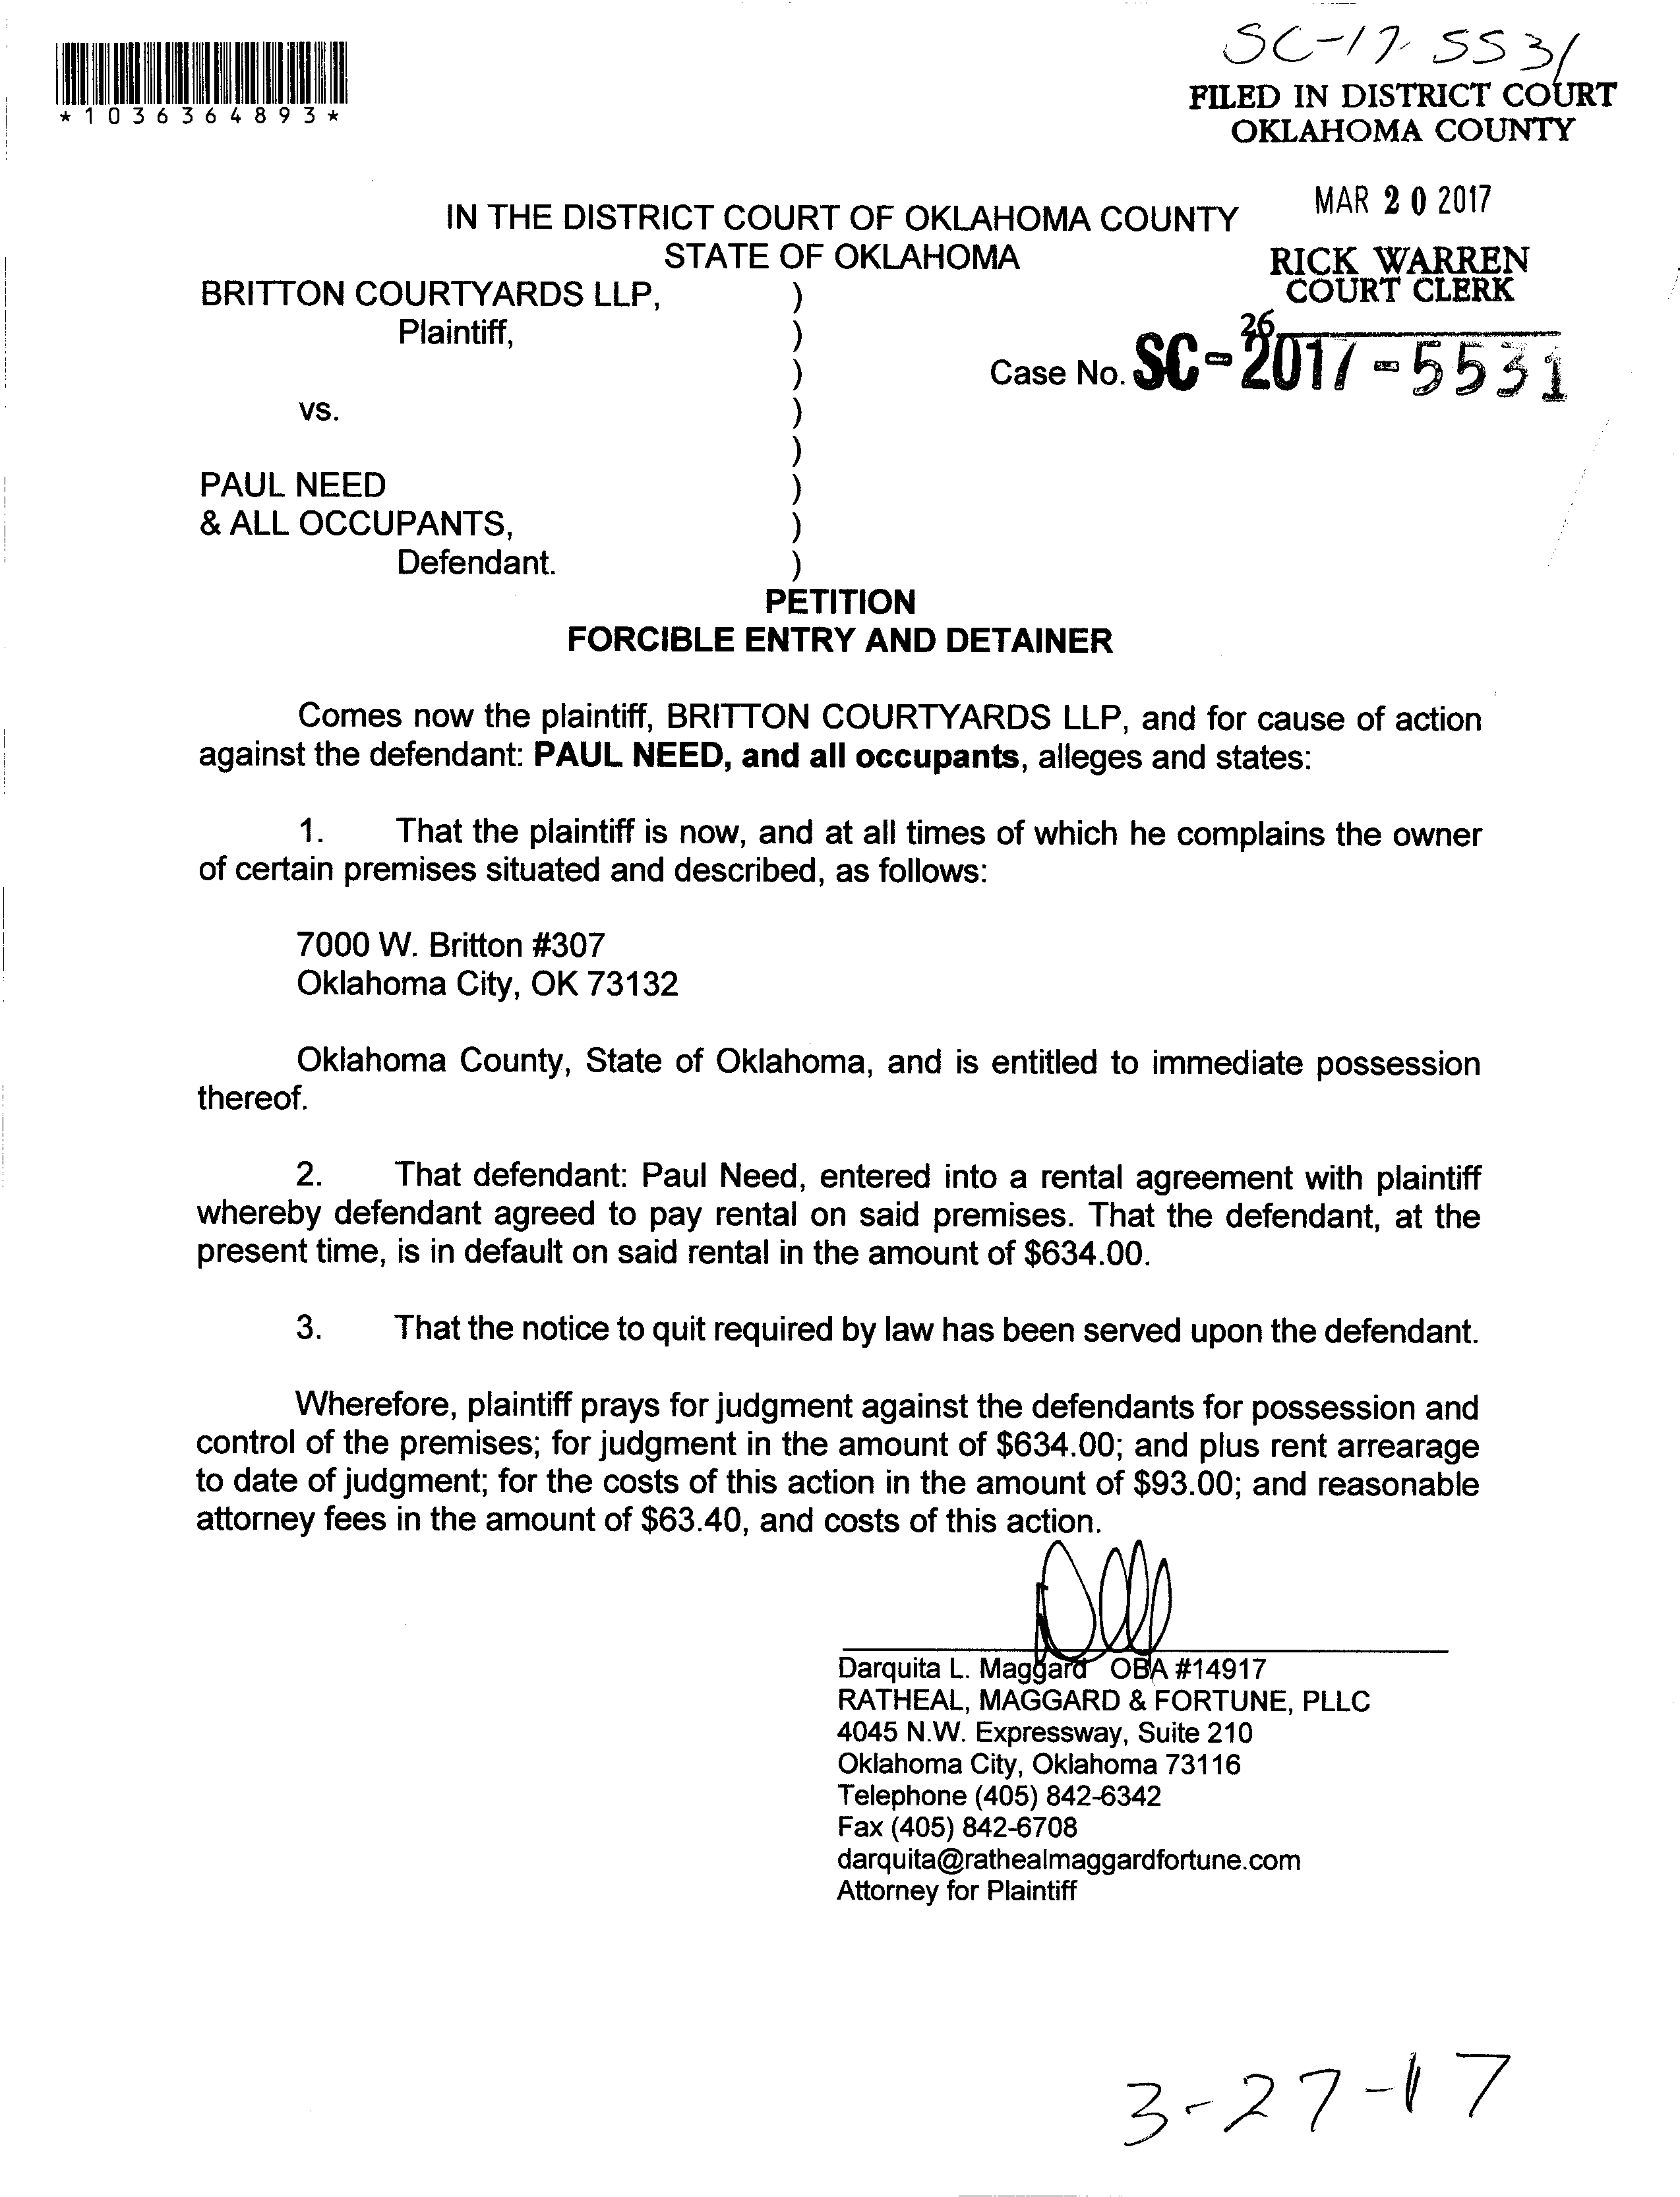 SC-17-5531
*1036364893*
FILED IN DISTRICT COURT
OKLAHOMA COUNTY
MAR 20 2017
IN THE DISTRICT COURT OF OKLAHOMA COUNTY
STATE OF OKLAHOMA
RICK WARREN
COURT CLERK
BRITTON COURTYARDS LLP, )
Plaintiff, )
26
) Case No. SC-2017-5531
vs. )
)
PAUL NEED )
& ALL OCCUPANTS, )
Defendant. )
PETITION
FORCIBLE ENTRY AND DETAINER
Comes now the plaintiff, BRITTON COURTYARDS LLP, and for cause of action
against the defendant: PAUL NEED, and all occupants, alleges and states:
1. That the plaintiff is now, and at all times of which he complains the owner
of certain premises situated and described, as follows:
7000 W. Britton #307
Oklahoma City, OK 73132
Oklahoma County, State of Oklahoma, and is entitled to immediate possession
thereof.
2. That defendant: Paul Need, entered into a rental agreement with plaintiff
whereby defendant agreed to pay rental on said premises. That the defendant, at the
present time, is in default on said rental in the amount of $634.00.
3. That the notice to quit required by law has been served upon the defendant.
Wherefore, plaintiff prays for judgment against the defendants for possession and
control of the premises; for judgment in the amount of $634.00; and plus rent arrearage
to date of judgment; for the costs of this action in the amount of $93.00; and reasonable
attorney fees in the amount of $63.40, and costs of this action.
Darquita L. Maggard OBA #14917
RATHEAL, MAGGARD & FORTUNE, PLLC
4045 N.W. Expressway, Suite 210
Oklahoma City, Oklahoma 73116
Telephone (405) 842-6342
Fax (405) 842-6708
darquita@rathealmaggardfortune.com
Attorney for Plaintiff
3-27-17